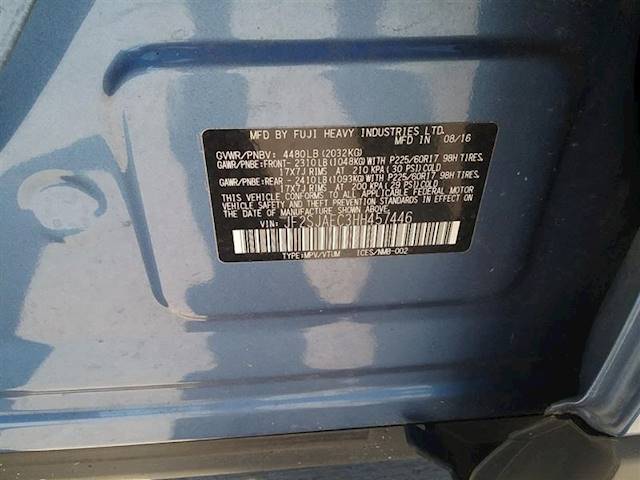 MFD BY FUJI HEAVY INDUSTRIES LTD.
MFD IN 08/16
GVWR/PNBV: 4480LB(2032KG)
GAWR/PNBE:FRONT- 2310LB(1048KG)WITH P225/60R17 98H TIRES,
17X7J RIMS AT 210 KPA(30 PSI)COLD
GAWR/PNBE:REAR - 2410LB(1093KG)WITH P225/60R17 98H TIRES,
17X7J RIMS AT 200 KPA(29 PSI)COLD
THIS VEHICLE CONFORMS TO ALL APPLICABLE FEDERAL MOTOR
VEHICLE SAFETY AND BUMPER STANDARDS IN EFFECT ON THE
DATE OF MANUFACTURE SHOWN ABOVE.
VIN:
TYPE:MPV/VTUM ICES/NMB-002